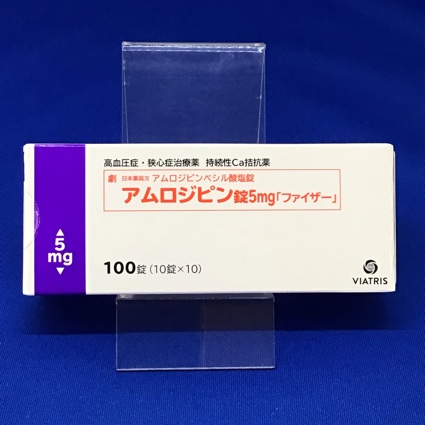 高血圧症・狭心症治療薬 持続性Ca拮抗薬
劇 日本薬局方 アムロジピンベシル酸塩錠
アムロジピン錠5mg「ファイザー」
5
mg
100錠(10錠×10)
VIATRIS